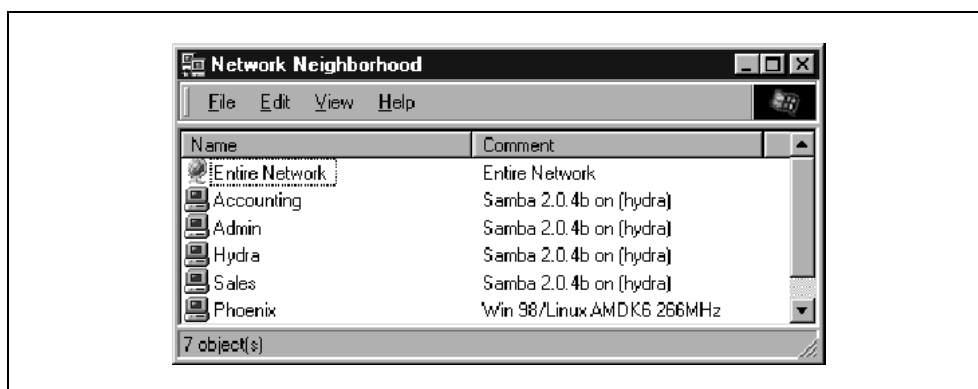 Network Neighborhood
File Edit View Help
Name Comment
Entire Network Entire Network
Accounting Samba 2.0.4b on (hydra)
Admin Samba 2.0.4b on (hydra)
Hydra Samba 2.0.4b on (hydra)
Sales Samba 2.0.4b on (hydra)
Phoenix Win 98/Linux AMDK6 266MHz
7 object(s)